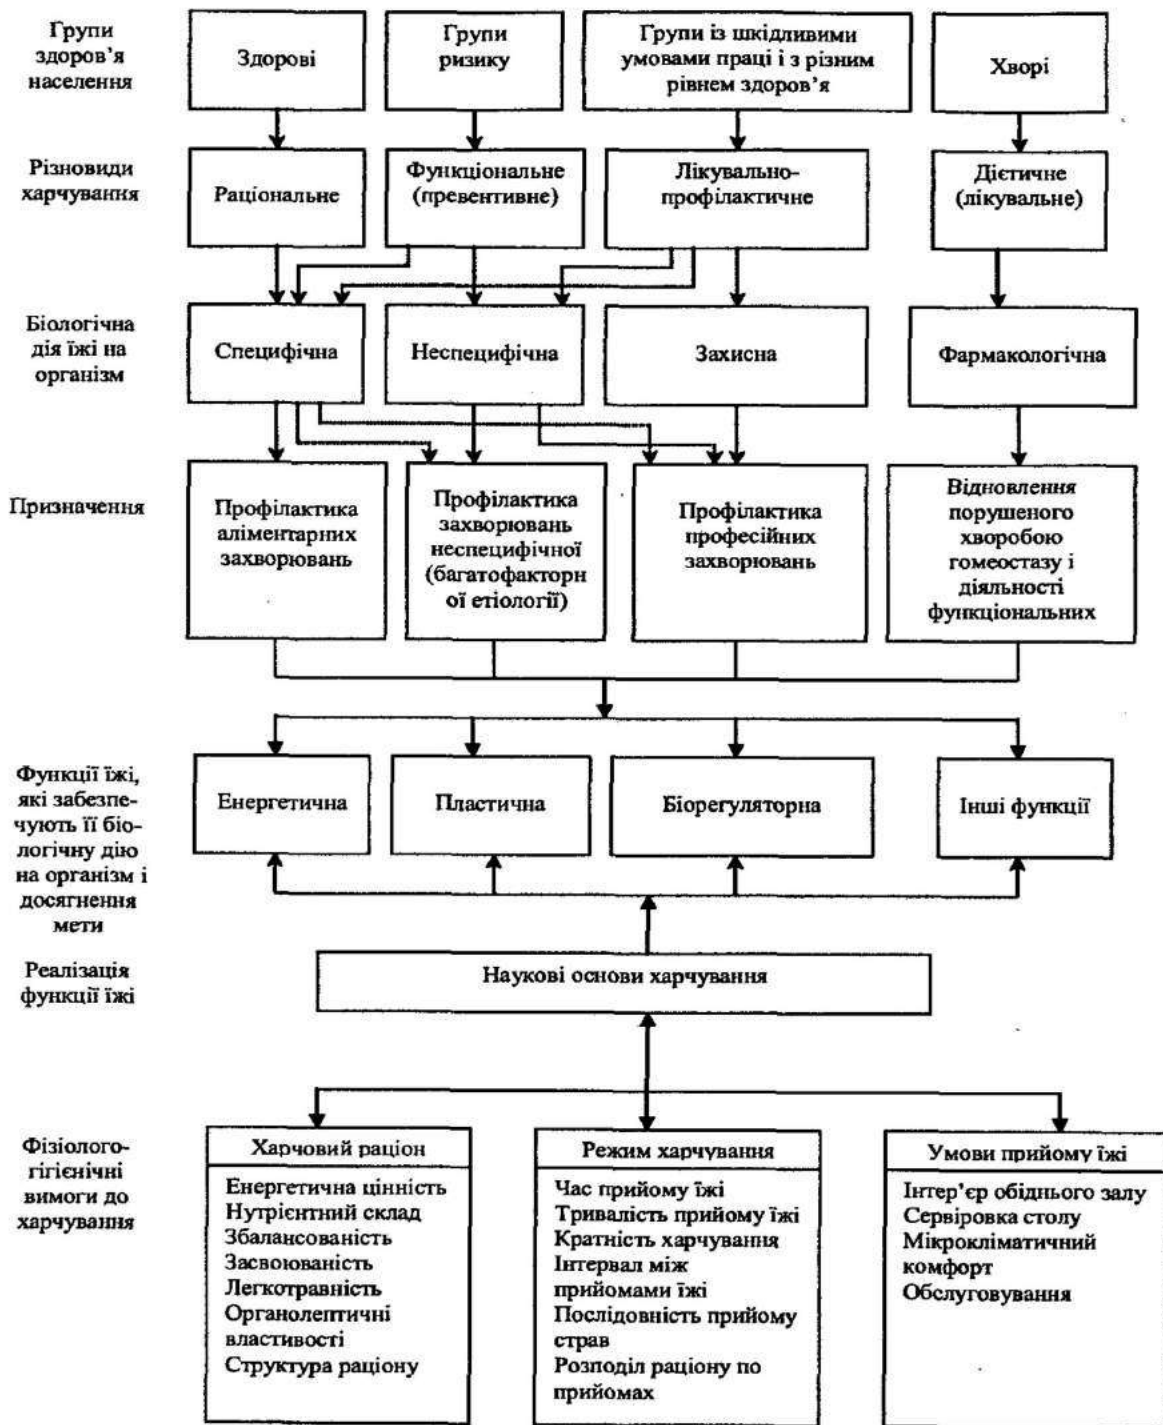 Групи
здоров’я
населення
Здорові
Групи
ризику
Групи із шкідливими
умовами праці і з різним
рівнем здоров’я
Хворі
Різновиди
харчування
Раціональне
Функціональне
(превентивне)
Лікувально-
профілактичне
Дієтичне
(лікувальне)
Біологічна
дія їжі на
організм
Специфічна
Неспецифічна
Захисна
Фармакологічна
Призначення
Профілактика
аліментарних
захворювань
Профілактика
захворювань
неспецифічної
(багатофакторн
ої етіології)
Профілактика
професійних
захворювань
Відновлення
порушеного
хворобою
гомеостазу і
діяльності
функціональних
Функції їжі,
які забезпе-
чують її біо-
логічну дію
на організм і
досягнення
мети
Енергетична
Пластична
Біорегуляторна
Інші функції
Реалізація
функції їжі
Наукові основи харчування
Фізіолого-
гігієнічні
вимоги до
харчування
Харчовий раціон
Енергетична цінність
Нутрієнтний склад
Збалансованість
Засвоюваність
Легкотравність
Органолептичні
властивості
Структура раціону
Режим харчування
Час прийому їжі
Тривалість прийому їжі
Кратність харчування
Інтервал між
прийомами їжі
Послідовність прийому
страв
Розподіл раціону по
прийомах
Умови прийому їжі
Інтер’єр обіднього залу
Сервіровка столу
Мікрокліматичний
комфорт
Обслуговування